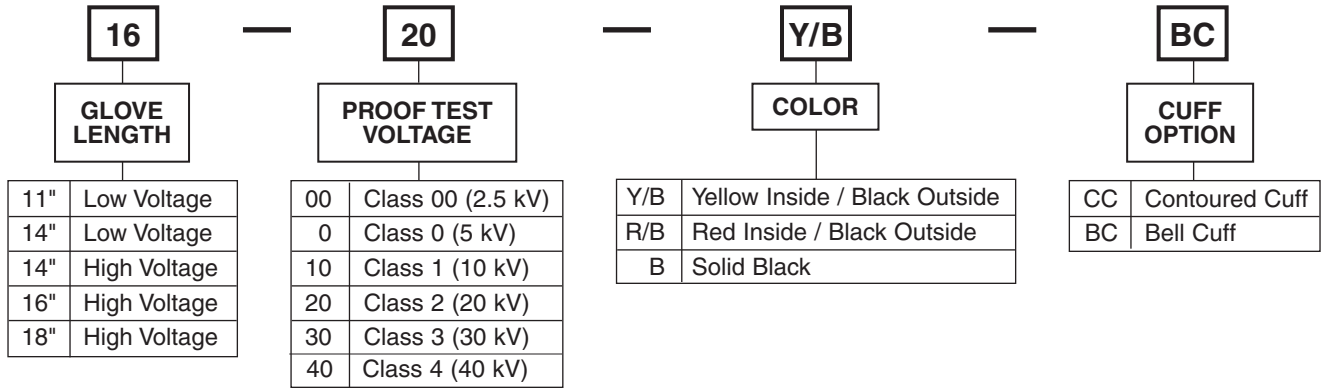 16 — 20 — Y/B — BC
GLOVE LENGTH
PROOF TEST VOLTAGE
COLOR
CUFF OPTION
11" Low Voltage
14" Low Voltage
14" High Voltage
16" High Voltage
18" High Voltage
00 Class 00 (2.5 kV)
0 Class 0 (5 kV)
10 Class 1 (10 kV)
20 Class 2 (20 kV)
30 Class 3 (30 kV)
40 Class 4 (40 kV)
Y/B Yellow Inside / Black Outside
R/B Red Inside / Black Outside
B Solid Black
CC Contoured Cuff
BC Bell Cuff